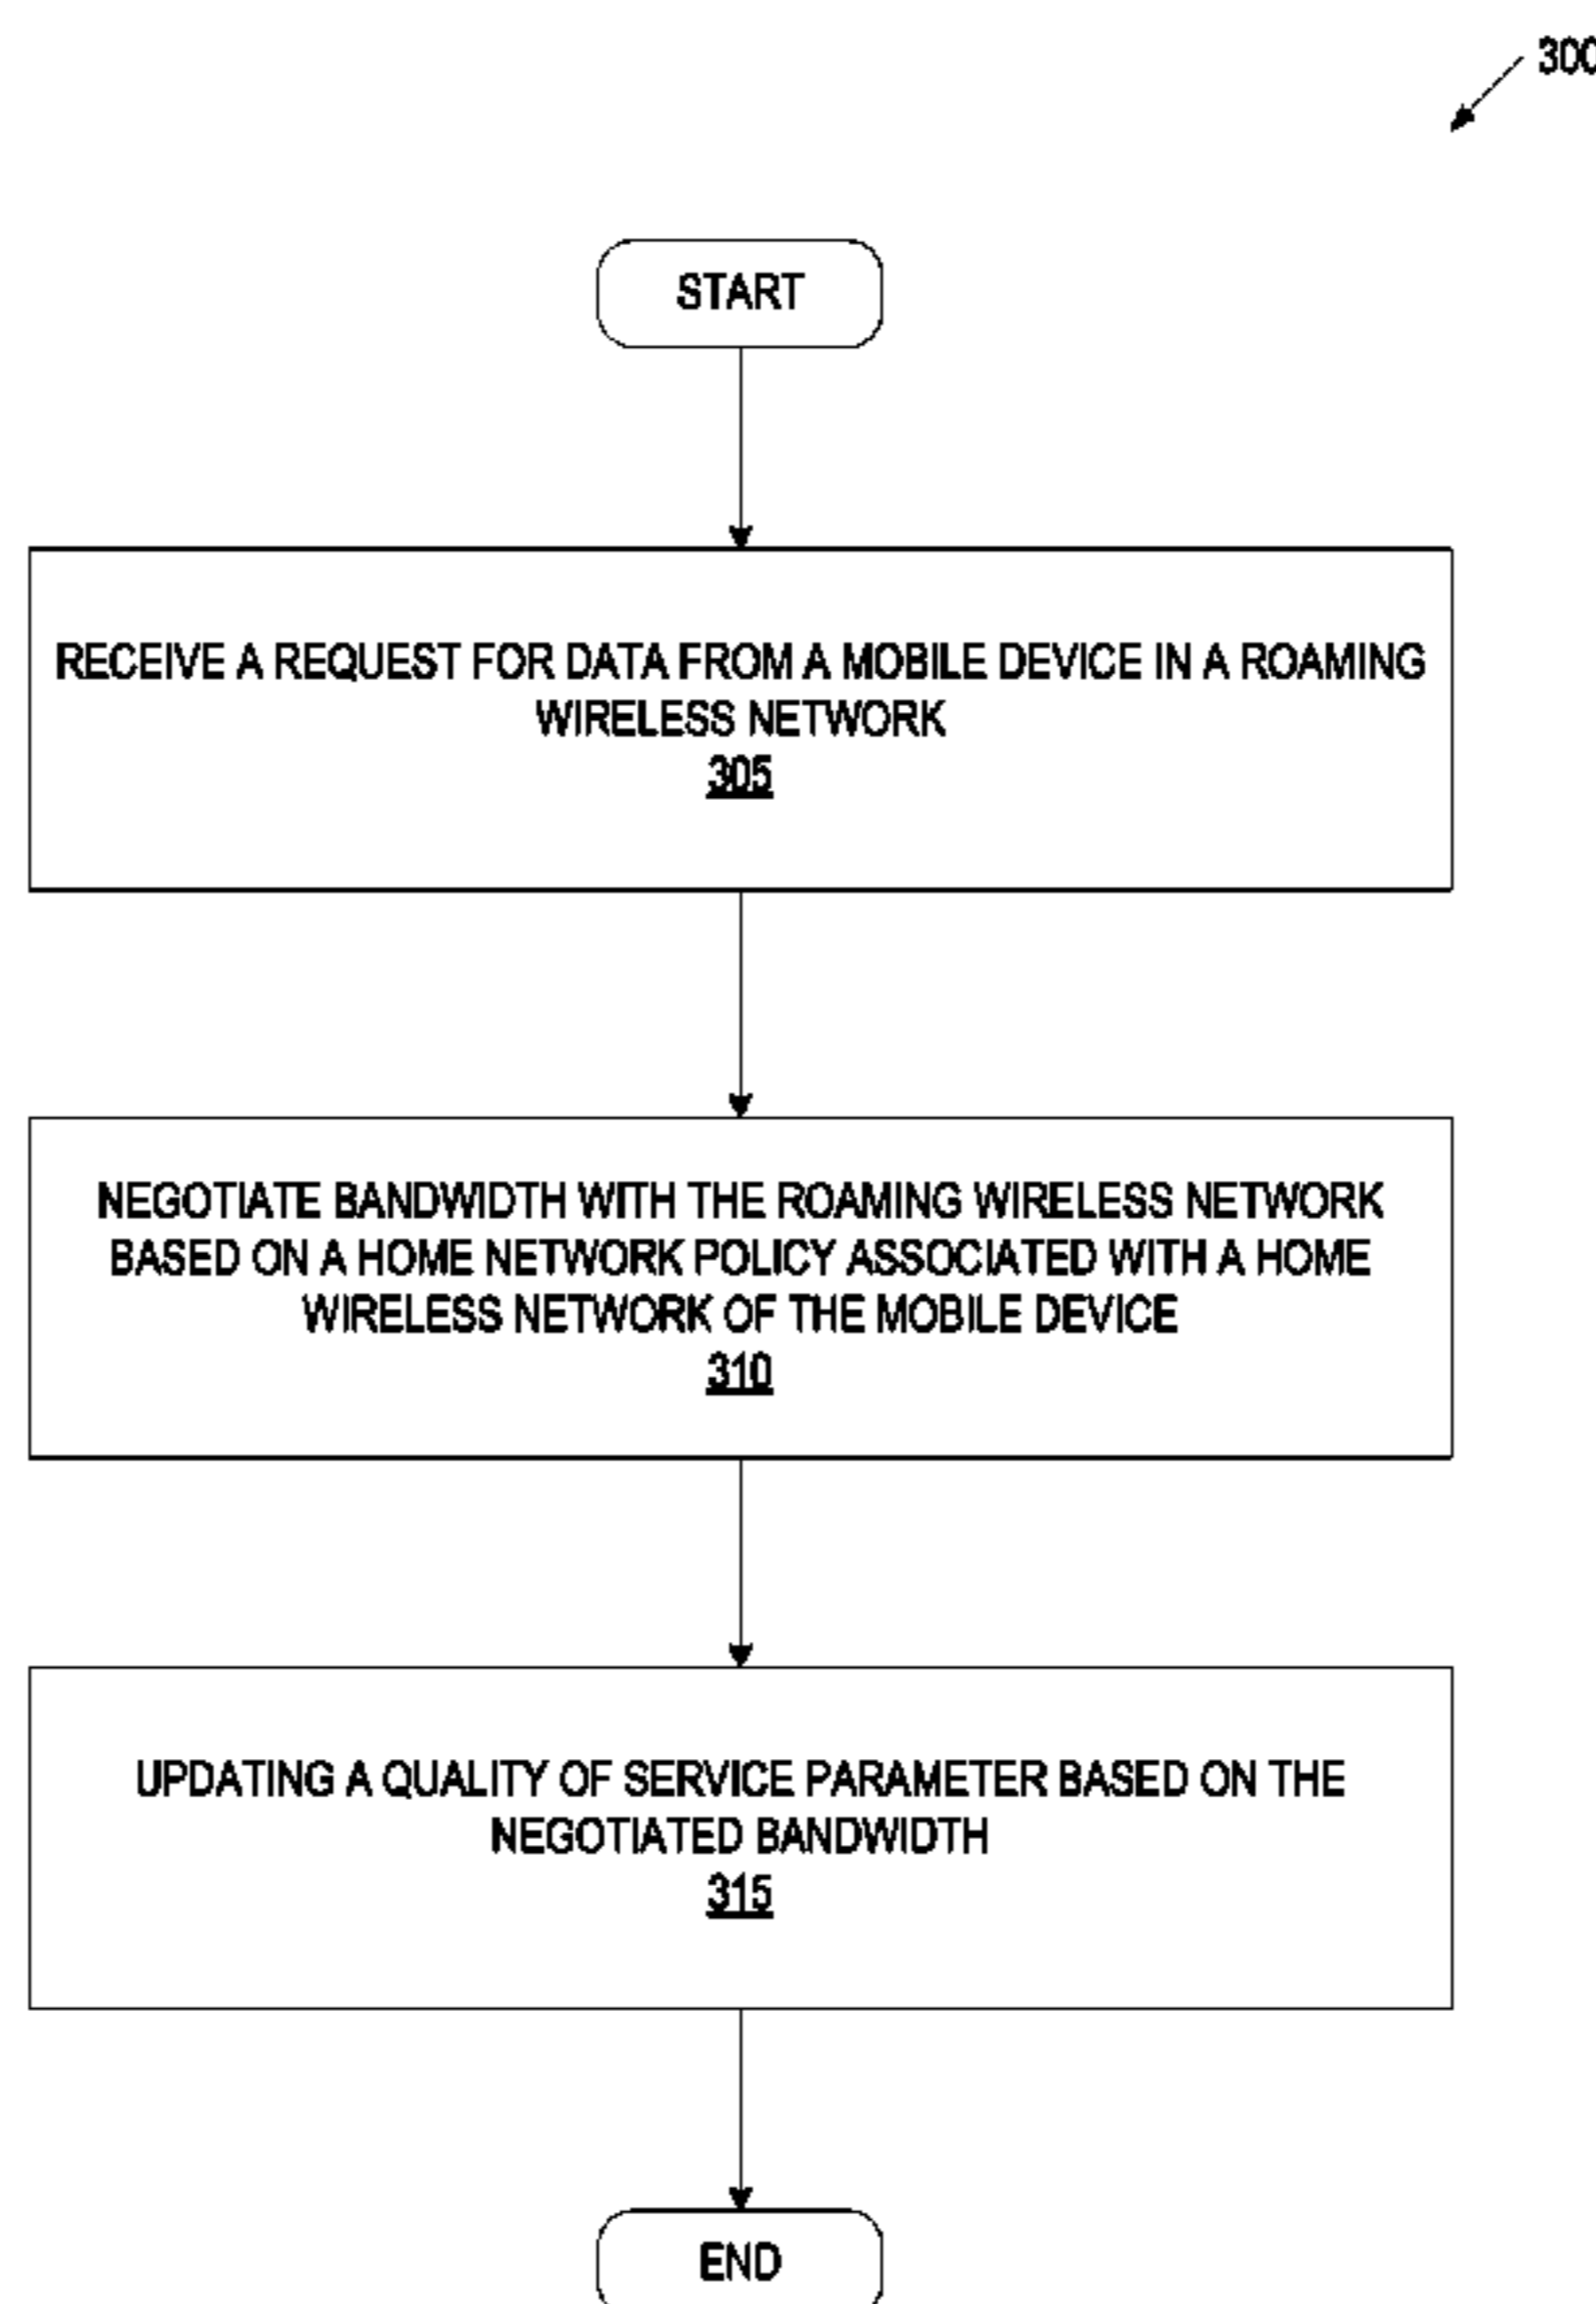 300
START
RECEIVE A REQUEST FOR DATA FROM A MOBILE DEVICE IN A ROAMING
WIRELESS NETWORK
305
NEGOTIATE BANDWIDTH WITH THE ROAMING WIRELESS NETWORK
BASED ON A HOME NETWORK POLICY ASSOCIATED WITH A HOME
WIRELESS NETWORK OF THE MOBILE DEVICE
310
UPDATING A QUALITY OF SERVICE PARAMETER BASED ON THE
NEGOTIATED BANDWIDTH
315
END